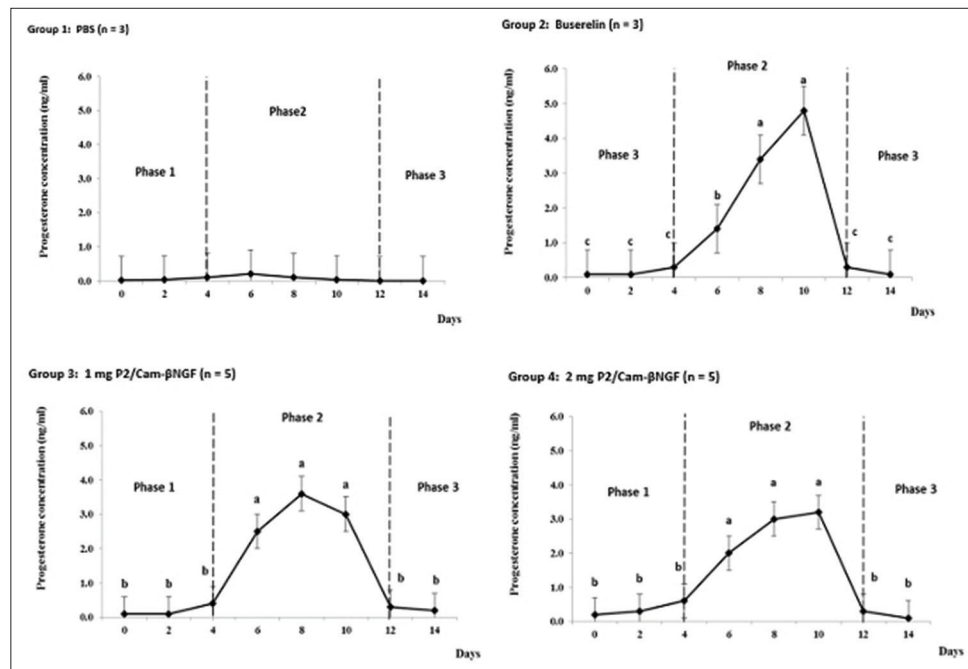 Group 1: PBS (n = 3)
Progesterone concentration (ng/ml)
6.0
5.0
4.0
3.0
2.0
1.0
0.0
Phase 1
Phase2
Phase 3
0 2 4 6 8 10 12 14
Days
Group 2: Buserelin (n = 3)
Progesterone concentration (ng/ml)
6.0
5.0
4.0
3.0
2.0
1.0
0.0
Phase 3
Phase 2
Phase 3
c c c b a a c c
0 2 4 6 8 10 12 14
Days
Group 3: 1 mg P2/Cam-βNGF (n = 5)
Progesterone concentration (ng/ml)
6.0
5.0
4.0
3.0
2.0
1.0
0.0
Phase 1
Phase 2
Phase 3
b b b a a a b b
0 2 4 6 8 10 12 14
Days
Group 4: 2 mg P2/Cam-βNGF (n = 5)
Progesterone concentration (ng/ml)
6.0
5.0
4.0
3.0
2.0
1.0
0.0
Phase 1
Phase 2
Phase 3
b b b a a a b b
0 2 4 6 8 10 12 14
Days